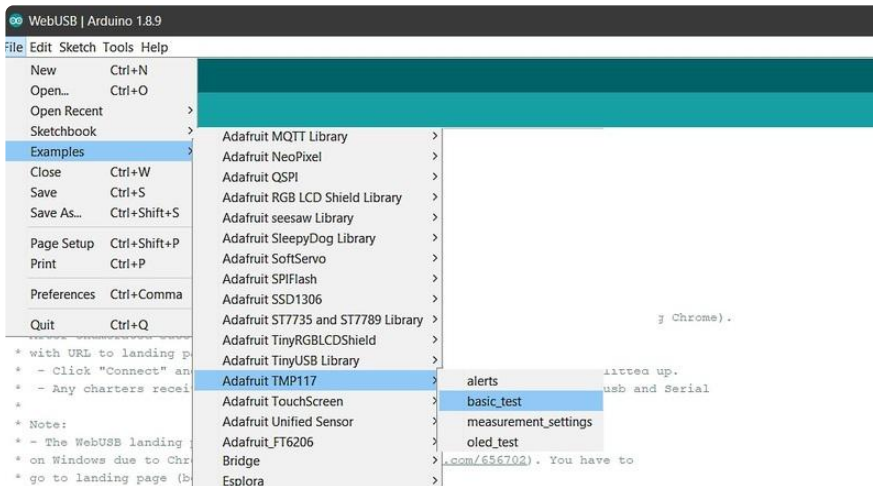 WebUSB | Arduino 1.8.9
File Edit Sketch Tools Help
New Ctrl+N
Open... Ctrl+O
Open Recent >
Sketchbook >
Examples >
Close Ctrl+W
Save Ctrl+S
Save As... Ctrl+Shift+S
Page Setup Ctrl+Shift+P
Print Ctrl+P
Preferences Ctrl+Comma
Quit Ctrl+Q
Adafruit MQTT Library >
Adafruit NeoPixel >
Adafruit QSPI >
Adafruit RGB LCD Shield Library >
Adafruit seesaw Library >
Adafruit SleepyDog Library >
Adafruit SoftServo >
Adafruit SPIFlash >
Adafruit SSD1306 >
Adafruit ST7735 and ST7789 Library >
Adafruit TinyRGBLCDShield >
Adafruit TinyUSB Library >
Adafruit TMP117 >
Adafruit TouchScreen >
Adafruit Unified Sensor >
Adafruit_FT6206 >
Bridge >
Esplora >
alerts
basic_test
measurement_settings
oled_test
g Chrome).
* with URL to landing p
* - Click "Connect" an litted up.
* - Any charters recei usb and Serial
*
* Note:
* - The WebUSB landing
* on Windows due to Chr .com/656702). You have to
* go to landing page (b